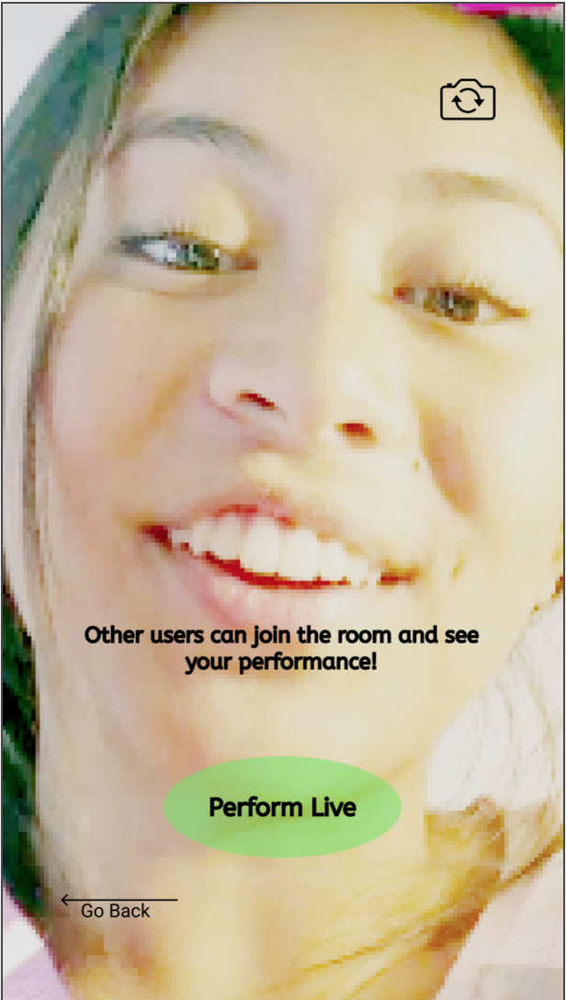 Other users can join the room and see
your performance!
Perform Live
Go Back